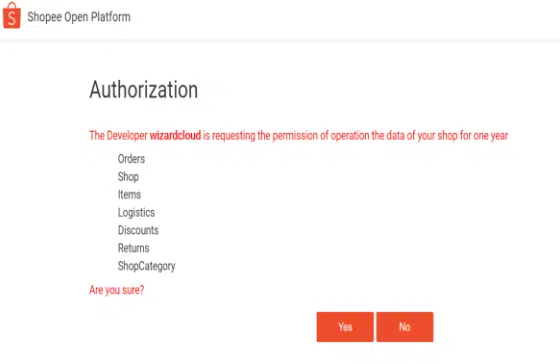 Shopee Open Platform
Authorization
The Developer wizardcloud is requesting the permission of operation the data of your shop for one year
Orders
Shop
Items
Logistics
Discounts
Returns
ShopCategory
Are you sure?
Yes No